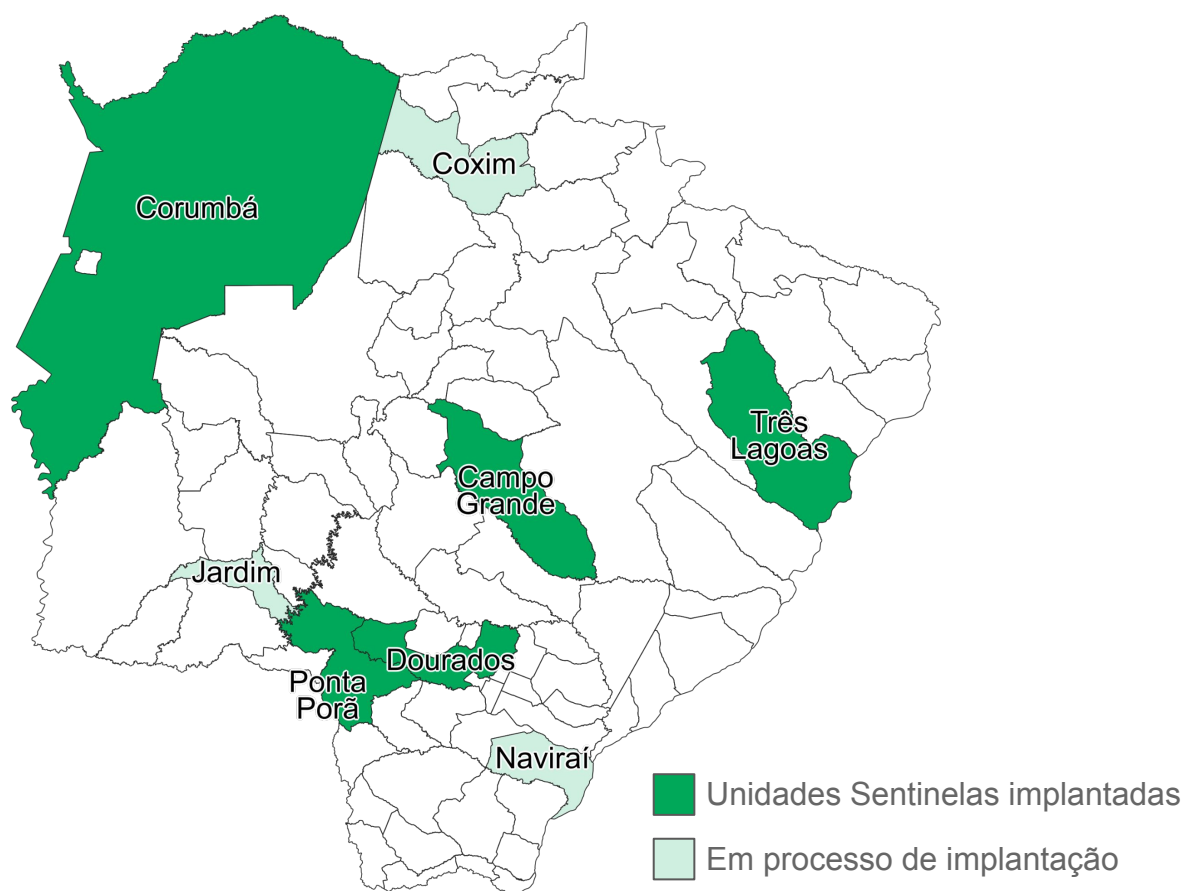 Coxim
Corumbá
Três
Lagoas
Campo
Grande
Jardim
Dourados
Ponta
Porã
Naviraí
Unidades Sentinelas implantadas
Em processo de implantação